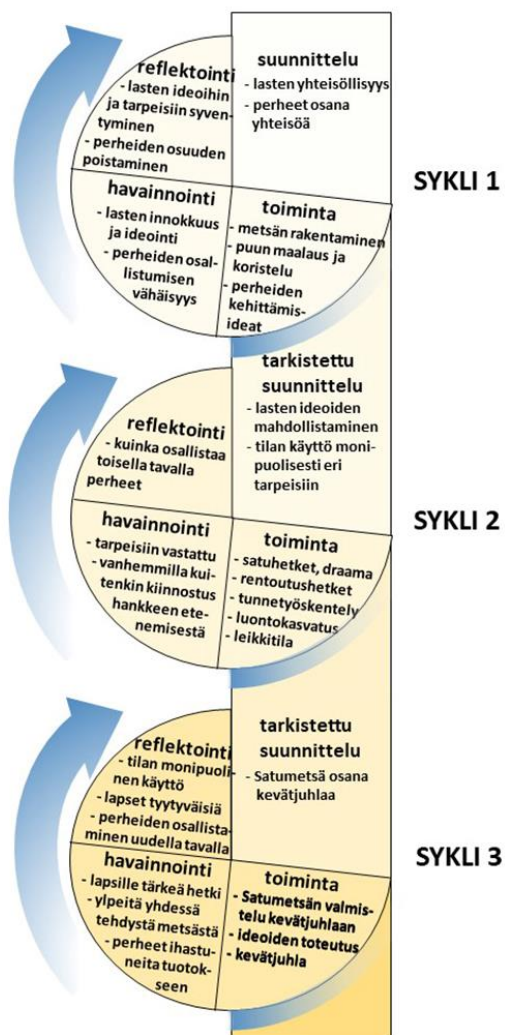 suunnittelu
- lasten yhteisöllisyys
- perheet osana
yhteisöä
SYKLI 1
toiminta
- metsän rakentaminen
- puun maalaus ja
koristelu
- perheiden
kehittämis-
ideat
havainnointi
- lasten innokkuus
ja ideointi
- perheiden osal-
listumisen
vähäisyys
reflektointi
- lasten ideoihin
ja tarpeisiin syven-
tyminen
- perheiden osuuden
poistaminen
tarkistettu
suunnittelu
- lasten ideoiden
mahdollistaminen
- tilan käyttö moni-
puolisesti eri
tarpeisiin
SYKLI 2
toiminta
- satuhetket, draama
- rentoutushetket
- tunnetyöskentely
- luontokasvatus
- leikkitila
havainnointi
- tarpeisiin vastattu
- vanhemmilla kui-
tenkin kiinnostus
hankkeen ete-
nemisestä
reflektointi
- kuinka osallistaa
toisella tavalla
perheet
tarkistettu
suunnittelu
- Satumetsä osana
kevätjuhlaa
SYKLI 3
toiminta
- Satumetsän valmis-
telu kevätjuhlaan
- ideoiden toteutus
- kevätjuhla
havainnointi
- lapsille tärkeä hetki
- ylpeitä yhdessä
tehdystä metsästä
- perheet ihastu-
neita tuotok-
seen
reflektointi
- tilan monipuoli-
nen käyttö
- lapset tyytyväisiä
- perheiden osallista-
minen uudella tavalla